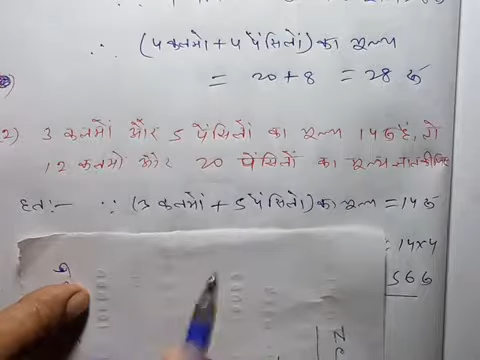 ∴ (4 कलमों + 4 पेंसिलों) का मूल्य
= 20 + 8 = 28 रु
2) 3 कलमों और 5 पेंसिलों का मूल्य 14 रु है, तो
12 कलमों और 20 पेंसिलों का मूल्य ज्ञात कीजिए
हल:- ∵ (3 कलमों + 5 पेंसिलों) का मूल्य = 14 रु
= 14×4